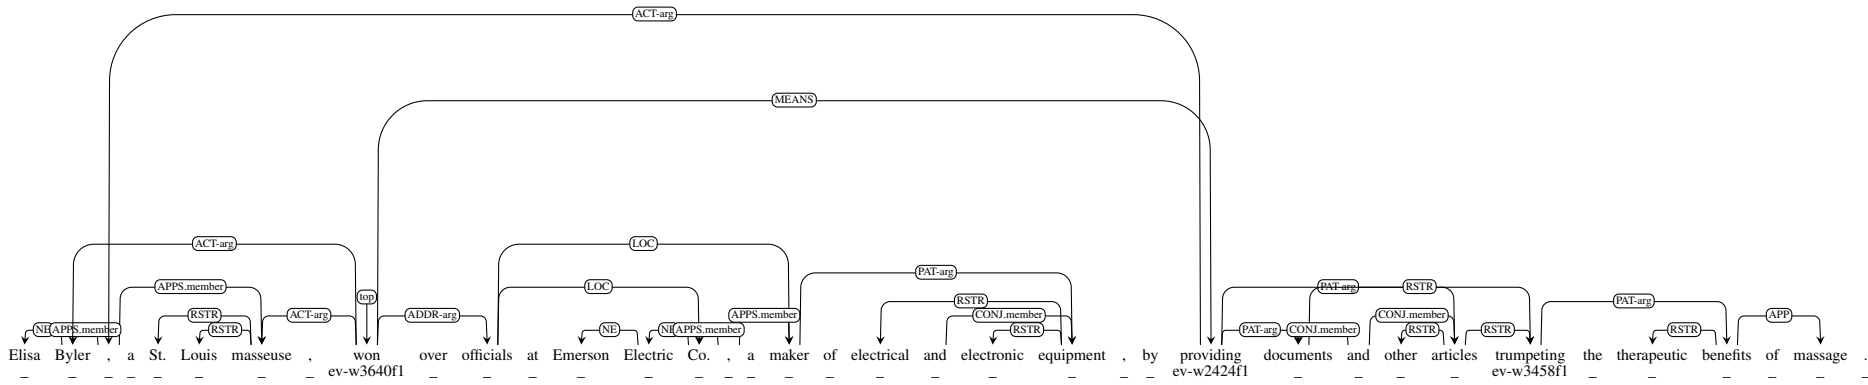 ACT-arg
MEANS
ACT-arg LOC
PAT-arg
APPS.member LOC PAT-arg RSTR
top
RSTR PAT-arg
RSTR ACT-arg ADDR-arg APPS.member CONJ.member CONJ.member APP
NE APPS.member RSTR NE NE APPS.member RSTR PAT-arg CONJ.member RSTR RSTR RSTR
Elisa Byler , a St. Louis masseuse , won over officials at Emerson Electric Co. , a maker of electrical and electronic equipment , by providing documents and other articles trumpeting the therapeutic benefits of massage .
_ _ _ _ _ _ _ _ ev-w3640f1 _ _ _ _ _ _ _ _ _ _ _ _ _ _ _ _ ev-w2424f1 _ _ _ _ ev-w3458f1 _ _ _ _ _ _